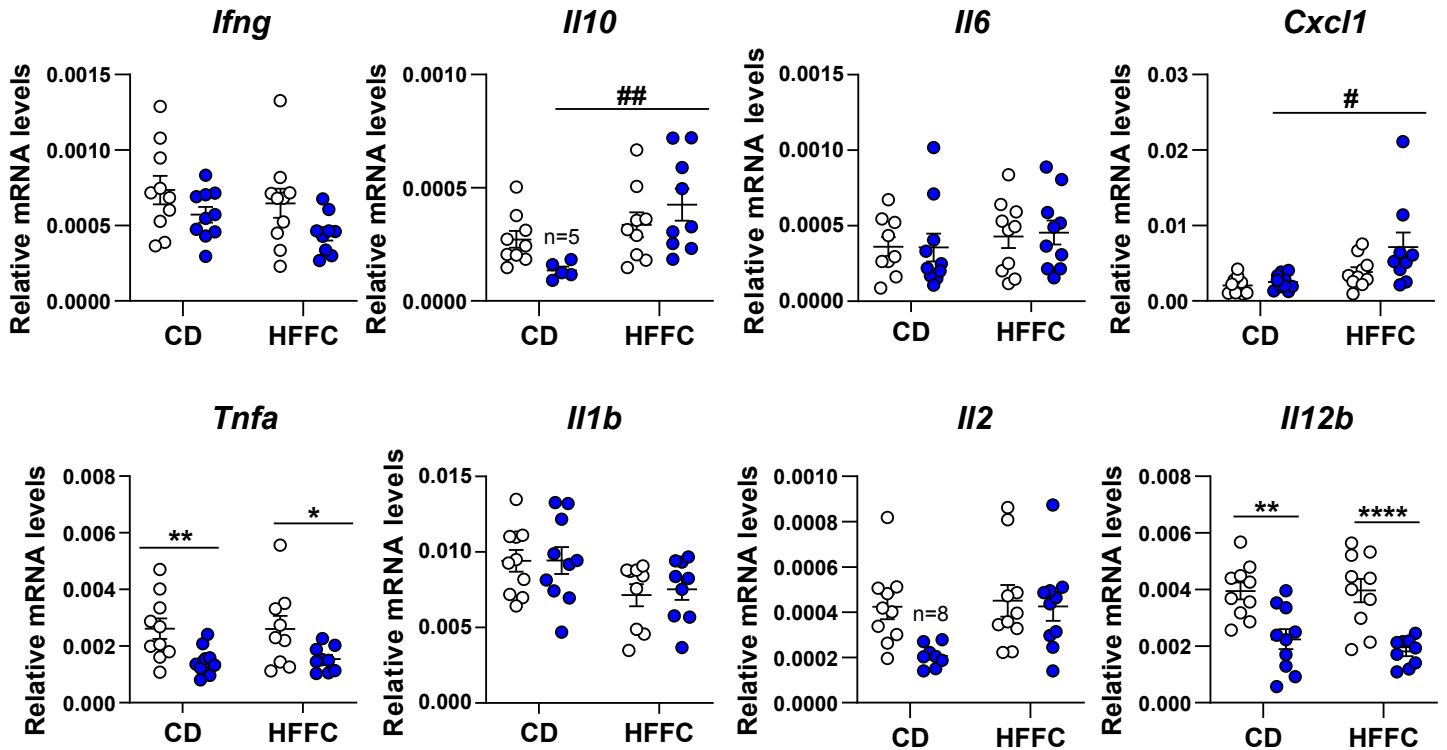 Ifng
Il10
Il6
Cxcl1
Relative mRNA levels
0.0015
0.0010
0.0005
0.0000
CD
HFFC
Relative mRNA levels
0.0010
0.0005
0.0000
##
n=5
CD
HFFC
Relative mRNA levels
0.0015
0.0010
0.0005
0.0000
CD
HFFC
Relative mRNA levels
0.03
0.02
0.01
0.00
#
CD
HFFC
Tnfa
Il1b
Il2
Il12b
Relative mRNA levels
0.008
0.006
0.004
0.002
0.000
**
*
CD
HFFC
Relative mRNA levels
0.015
0.010
0.005
0.000
CD
HFFC
Relative mRNA levels
0.0010
0.0008
0.0006
0.0004
0.0002
0.0000
n=8
CD
HFFC
Relative mRNA levels
0.008
0.006
0.004
0.002
0.000
**
****
CD
HFFC